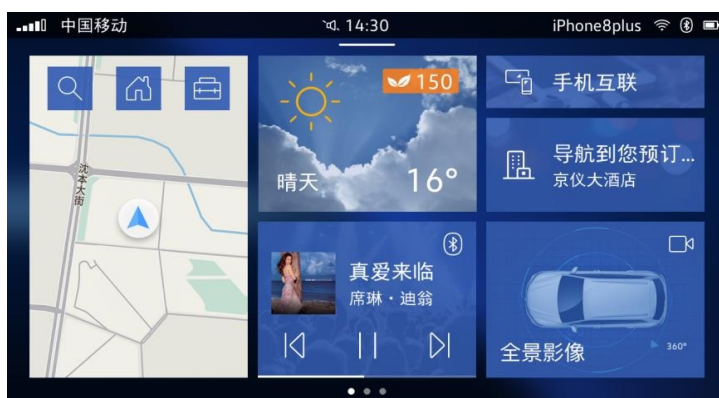 中国移动
14:30
iPhone8plus
沈本大街
150
晴天
16°
手机互联
导航到您预订...
京仪大酒店
真爱来临
席琳·迪翁
全景影像
360°